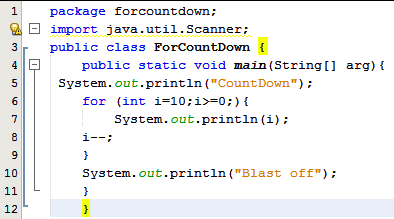 1 package forcountdown;
import java.util.Scanner;
3 public class ForCountDown {
4 public static void main(String[] arg){
5 System.out.println("CountDown");
6 for (int i=10;i>=0;){
7 System.out.println(i);
8 i--;
9 }
10 System.out.println("Blast off");
11 }
12 }